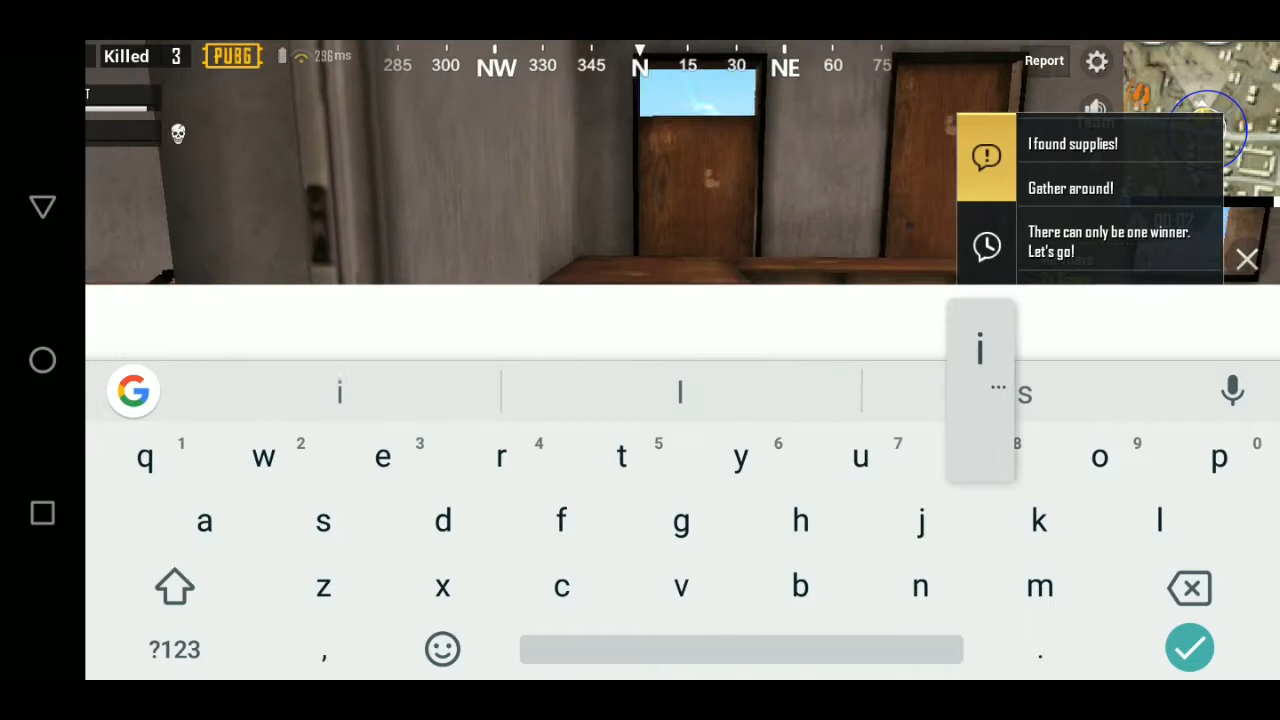 Killed 3 PUBG 296ms
285 300 NW 330 345 N 15 30 NE 60 75
Report
T
Team
I found supplies!
Gather around!
There can only be one winner.
Let's go!
i
i l s
q 1 w 2 e 3 r 4 t 5 y 6 u 7 8 o 9 p 0
a s d f g h j k l
z x c v b n m
?123 , .